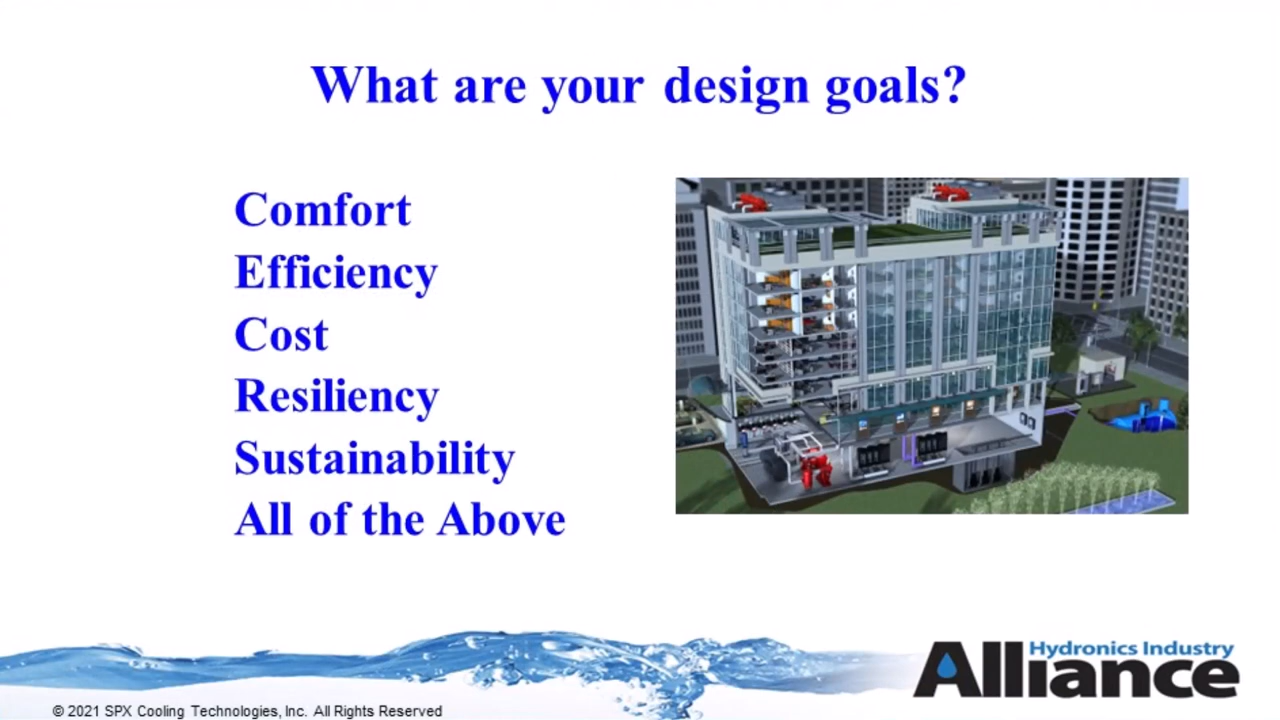 What are your design goals?
Comfort
Efficiency
Cost
Resiliency
Sustainability
All of the Above
Hydronics Industry
Alliance
© 2021 SPX Cooling Technologies, Inc. All Rights Reserved